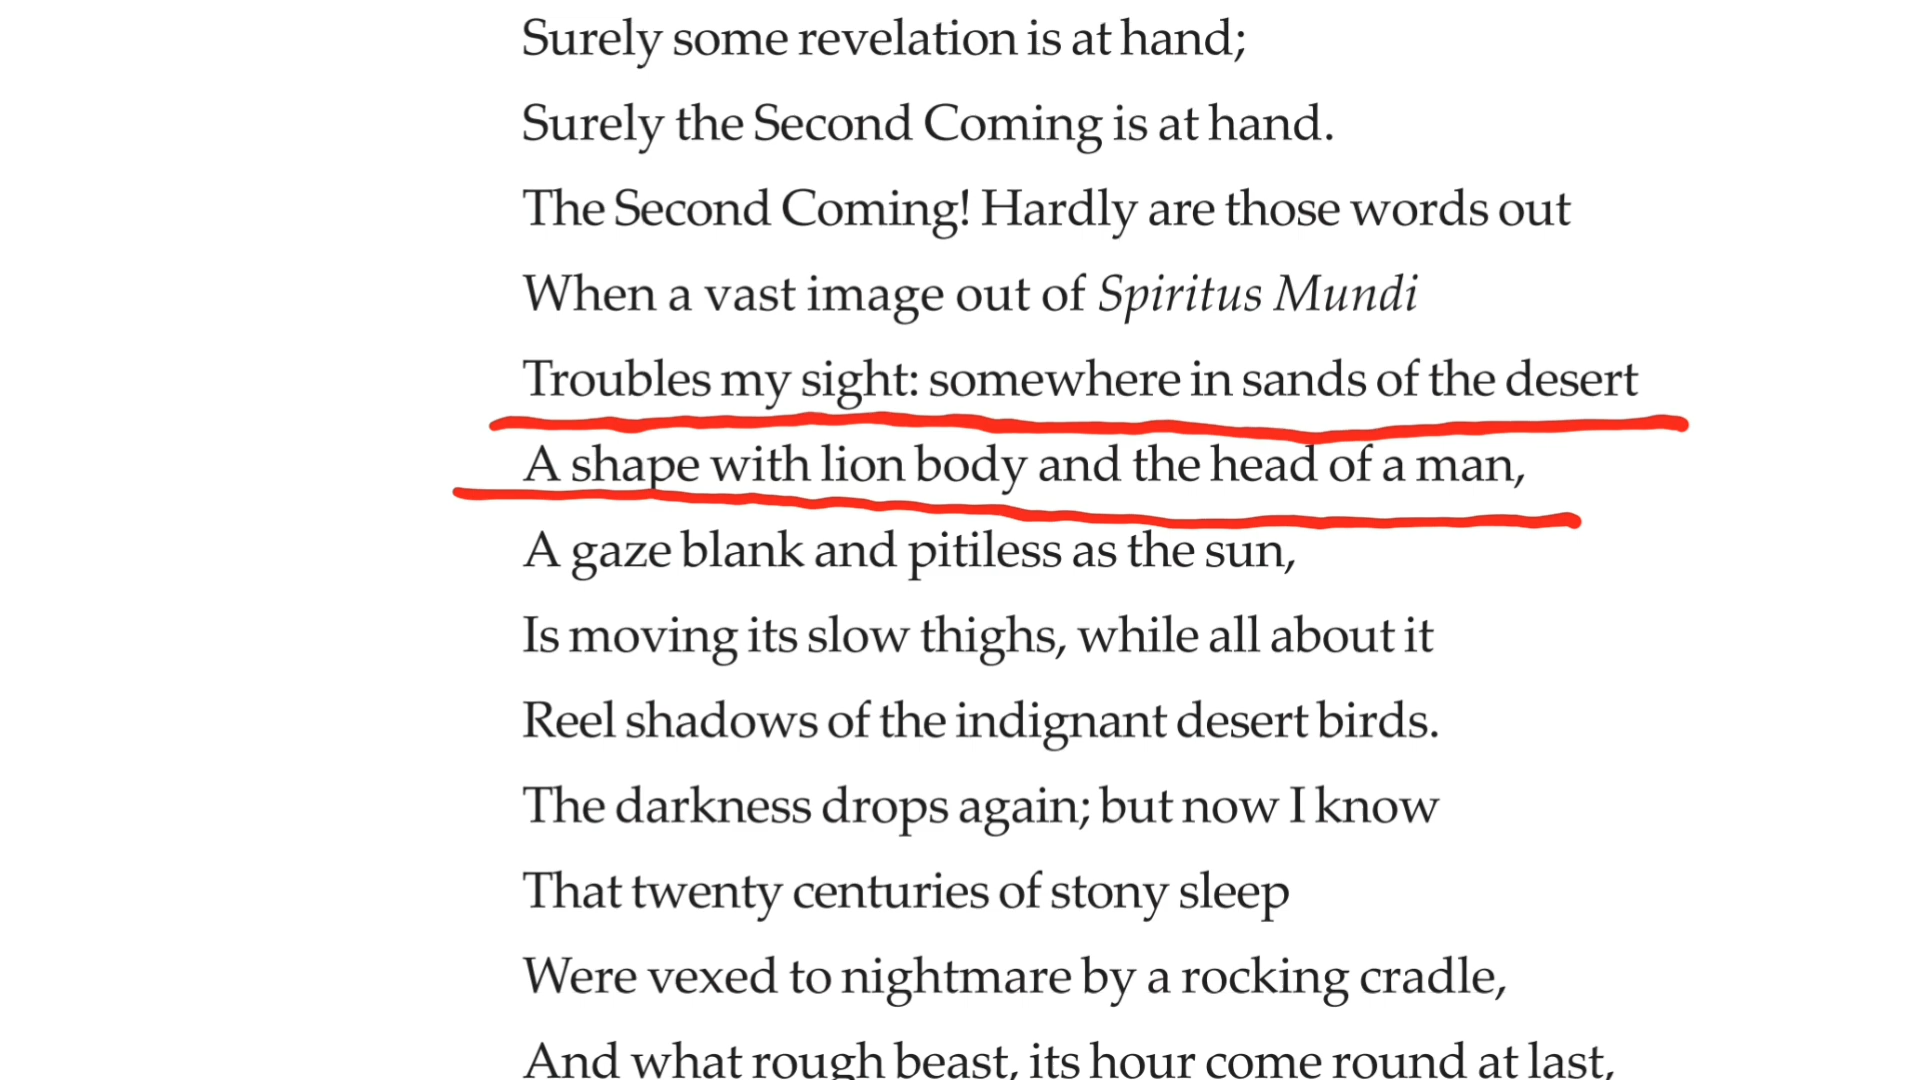 Surely some revelation is at hand;
Surely the Second Coming is at hand.
The Second Coming! Hardly are those words out
When a vast image out of Spiritus Mundi
Troubles my sight: somewhere in sands of the desert
A shape with lion body and the head of a man,
A gaze blank and pitiless as the sun,
Is moving its slow thighs, while all about it
Reel shadows of the indignant desert birds.
The darkness drops again; but now I know
That twenty centuries of stony sleep
Were vexed to nightmare by a rocking cradle,
And what rough beast, its hour come round at last,